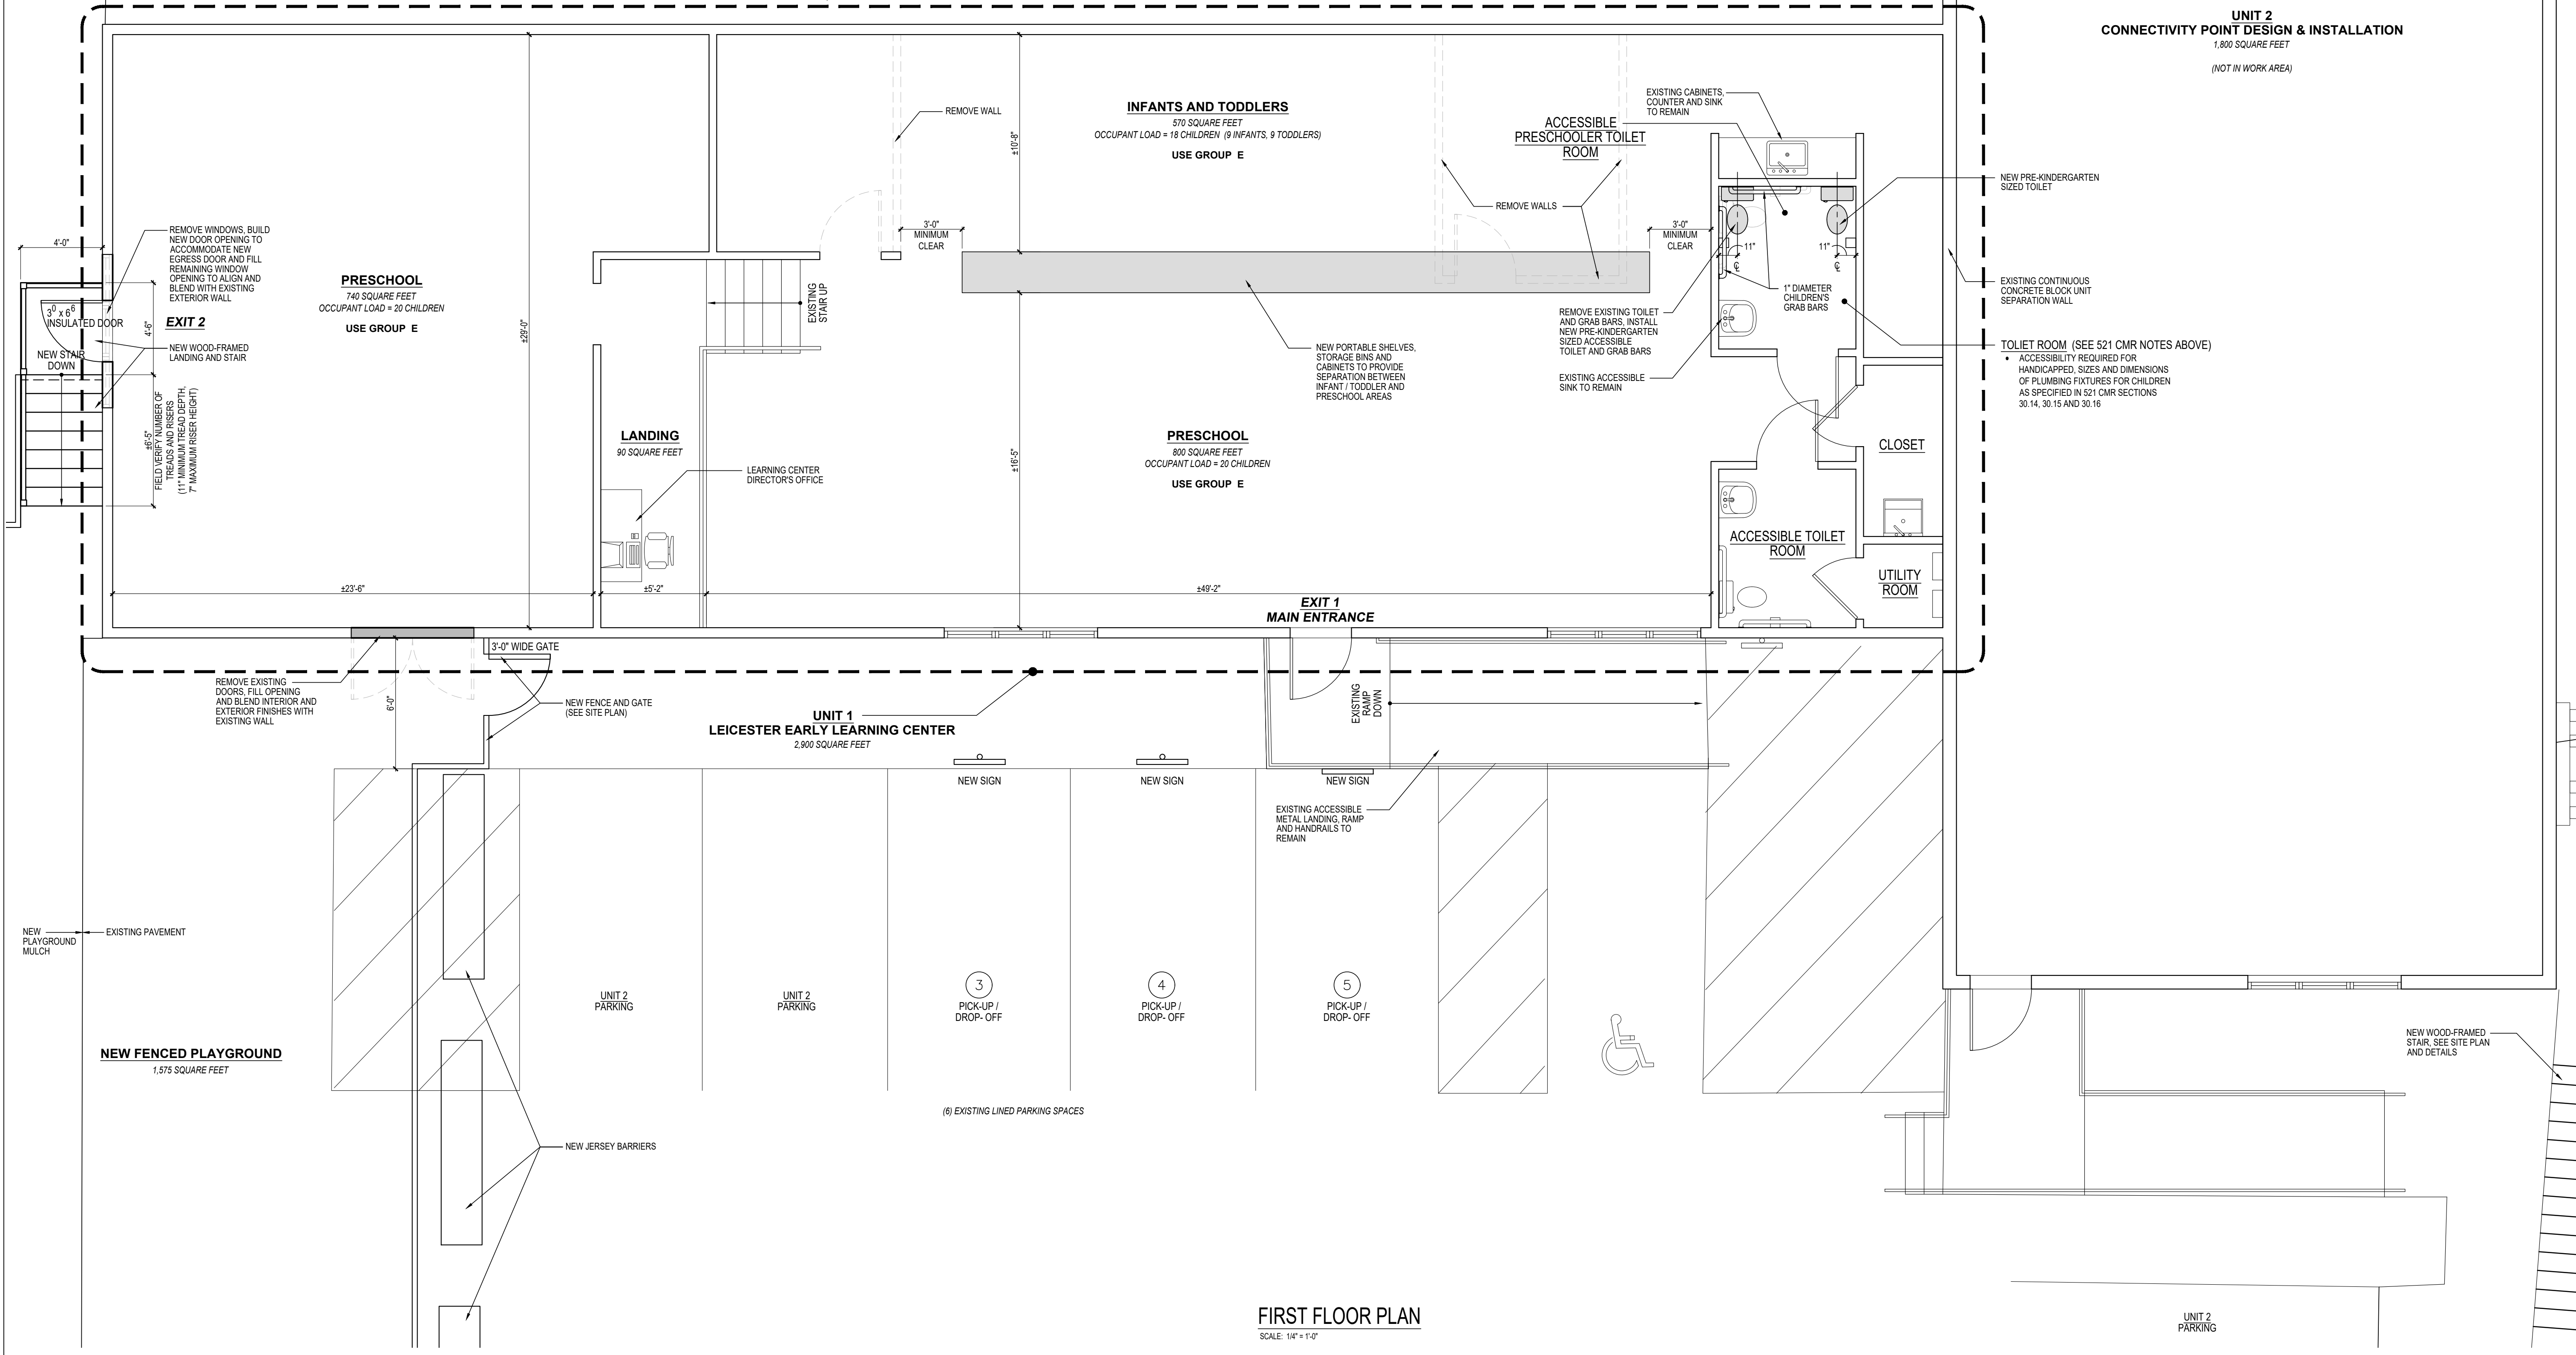 UNIT 2
CONNECTIVITY POINT DESIGN & INSTALLATION
1,800 SQUARE FEET
(NOT IN WORK AREA)
INFANTS AND TODDLERS
570 SQUARE FEET
OCCUPANT LOAD = 18 CHILDREN (9 INFANTS, 9 TODDLERS)
USE GROUP E
REMOVE WALL
±10'-8"
EXISTING CABINETS,
COUNTER AND SINK
TO REMAIN
ACCESSIBLE
PRESCHOOLER TOILET
ROOM
REMOVE WALLS
NEW PRE-KINDERGARTEN
SIZED TOILET
4'-0"
REMOVE WINDOWS, BUILD
NEW DOOR OPENING TO
ACCOMMODATE NEW
EGRESS DOOR AND FILL
REMAINING WINDOW
OPENING TO ALIGN AND
BLEND WITH EXISTING
EXTERIOR WALL
3'-0"
MINIMUM
CLEAR
3'-0"
MINIMUM
CLEAR
11"
11"
℄
℄
PRESCHOOL
740 SQUARE FEET
OCCUPANT LOAD = 20 CHILDREN
USE GROUP E
±29'-0"
EXISTING
STAIR UP
1" DIAMETER
CHILDREN'S
GRAB BARS
EXISTING CONTINUOUS
CONCRETE BLOCK UNIT
SEPARATION WALL
3⁰ x 6⁶
INSULATED DOOR
EXIT 2
4'-6"
NEW STAIR
DOWN
NEW WOOD-FRAMED
LANDING AND STAIR
REMOVE EXISTING TOILET
AND GRAB BARS, INSTALL
NEW PRE-KINDERGARTEN
SIZED ACCESSIBLE
TOILET AND GRAB BARS
EXISTING ACCESSIBLE
SINK TO REMAIN
NEW PORTABLE SHELVES,
STORAGE BINS AND
CABINETS TO PROVIDE
SEPARATION BETWEEN
INFANT / TODDLER AND
PRESCHOOL AREAS
TOLIET ROOM (SEE 521 CMR NOTES ABOVE)
• ACCESSIBILITY REQUIRED FOR
HANDICAPPED, SIZES AND DIMENSIONS
OF PLUMBING FIXTURES FOR CHILDREN
AS SPECIFIED IN 521 CMR SECTIONS
30.14, 30.15 AND 30.16
±6'-5"
FIELD VERIFY NUMBER OF
TREADS AND RISERS
(11" MINIMUM TREAD DEPTH,
7" MAXIMUM RISER HEIGHT)
LANDING
90 SQUARE FEET
LEARNING CENTER
DIRECTOR'S OFFICE
±16'-5"
PRESCHOOL
800 SQUARE FEET
OCCUPANT LOAD = 20 CHILDREN
USE GROUP E
CLOSET
ACCESSIBLE TOILET
ROOM
UTILITY
ROOM
±23'-6"
±5'-2"
±49'-2"
EXIT 1
MAIN ENTRANCE
3'-0" WIDE GATE
REMOVE EXISTING
DOORS, FILL OPENING
AND BLEND INTERIOR AND
EXTERIOR FINISHES WITH
EXISTING WALL
6'-0"
NEW FENCE AND GATE
(SEE SITE PLAN)
UNIT 1
LEICESTER EARLY LEARNING CENTER
2,900 SQUARE FEET
EXISTING
RAMP
DOWN
NEW SIGN
NEW SIGN
NEW SIGN
EXISTING ACCESSIBLE
METAL LANDING, RAMP
AND HANDRAILS TO
REMAIN
NEW
PLAYGROUND
MULCH
EXISTING PAVEMENT
UNIT 2
PARKING
UNIT 2
PARKING
3
PICK-UP /
DROP- OFF
4
PICK-UP /
DROP- OFF
5
PICK-UP /
DROP- OFF
NEW FENCED PLAYGROUND
1,575 SQUARE FEET
NEW WOOD-FRAMED
STAIR, SEE SITE PLAN
AND DETAILS
(6) EXISTING LINED PARKING SPACES
NEW JERSEY BARRIERS
FIRST FLOOR PLAN
SCALE: 1/4" = 1'-0"
UNIT 2
PARKING